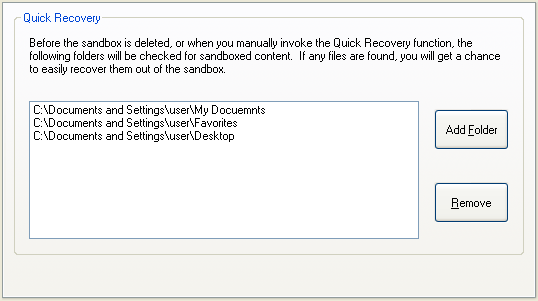 Quick Recovery
Before the sandbox is deleted, or when you manually invoke the Quick Recovery function, the
following folders will be checked for sandboxed content.  If any files are found, you will get a chance
to easily recover them out of the sandbox.
C:\Documents and Settings\user\My Docuemnts
C:\Documents and Settings\user\Favorites
C:\Documents and Settings\user\Desktop
Add Folder
Remove